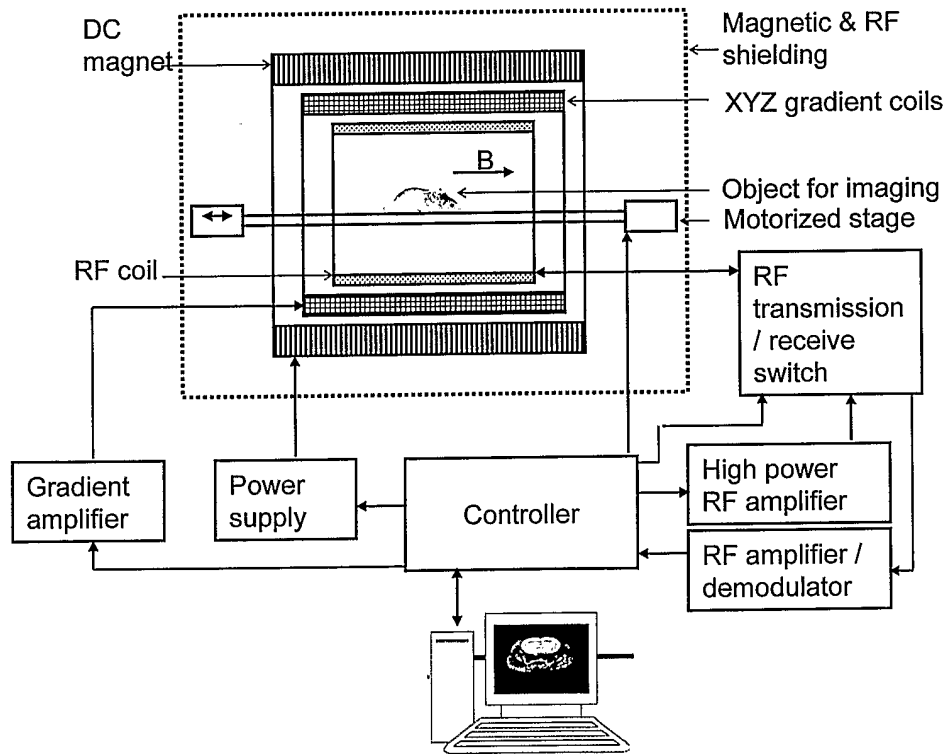 DC
magnet
Magnetic & RF
shielding
XYZ gradient coils
B
Object for imaging
Motorized stage
RF coil
RF
transmission
/ receive
switch
Gradient
amplifier
Power
supply
Controller
High power
RF amplifier
RF amplifier /
demodulator